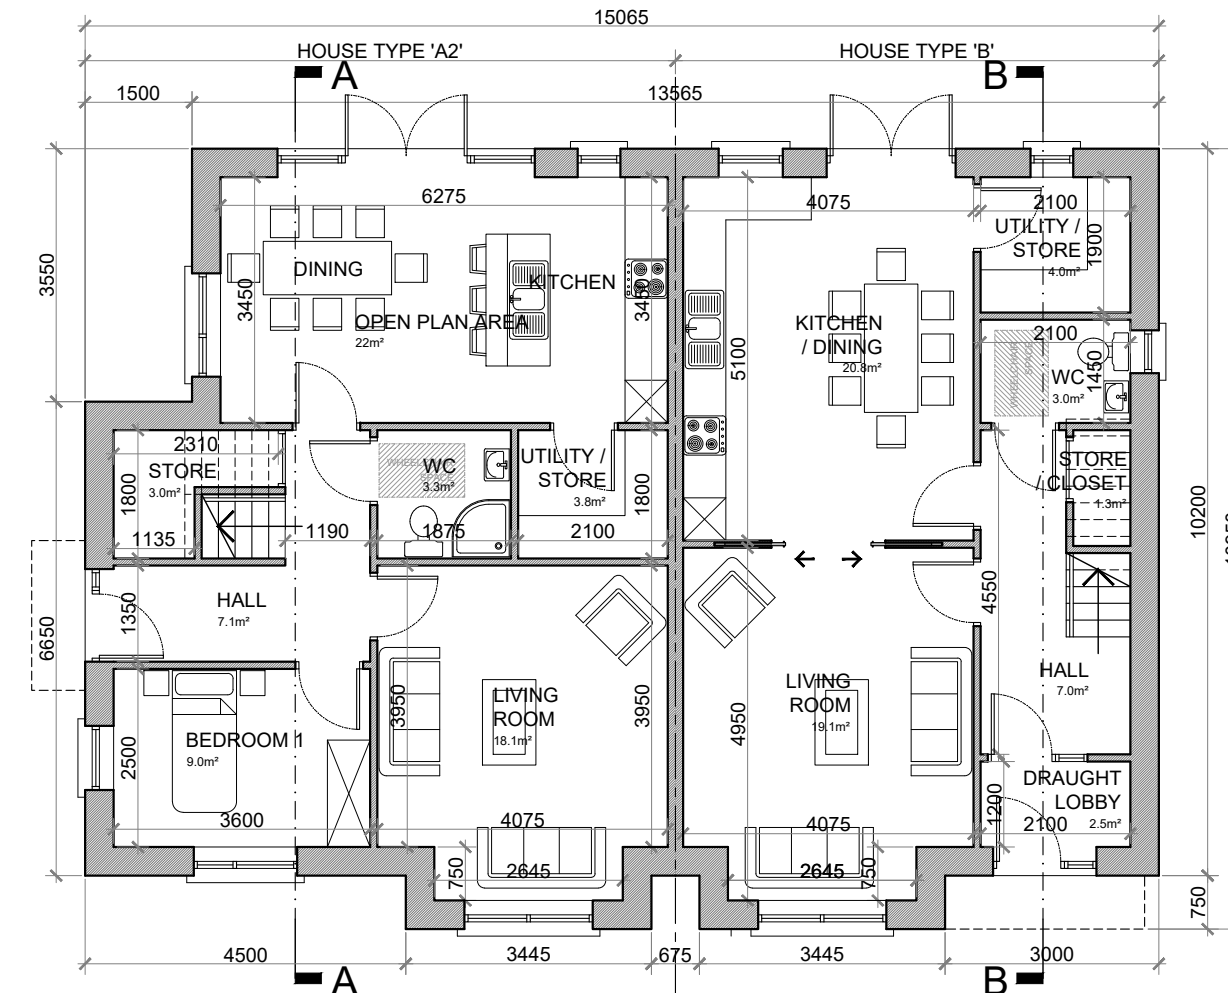 15065
HOUSE TYPE 'A2'
HOUSE TYPE 'B'
A
B
1500
13565
6275
4075
2100
UTILITY /
STORE
4.0m²
1900
3550
3450
DINING
KITCHEN
3450
OPEN PLAN AREA
22m²
KITCHEN
/ DINING
20.8m²
5100
2100
WHEELCHAIR
SPACE
WC
3.0m²
1450
2310
STORE
3.0m²
1800
WHEELCHAIR
SPACE
WC
3.3m²
UTILITY /
STORE
3.8m²
1800
STORE
/ CLOSET
1.3m²
1135
1190
1875
2100
10200
6650
1350
HALL
7.1m²
4550
HALL
7.0m²
3950
LIVING
ROOM
18.1m²
3950
4950
LIVING
ROOM
19.1m²
2500
BEDROOM 1
9.0m²
3600
4075
4075
DRAUGHT
LOBBY
2.5m²
1200
2100
750
2645
2645
750
750
4500
3445
675
3445
3000
A
B